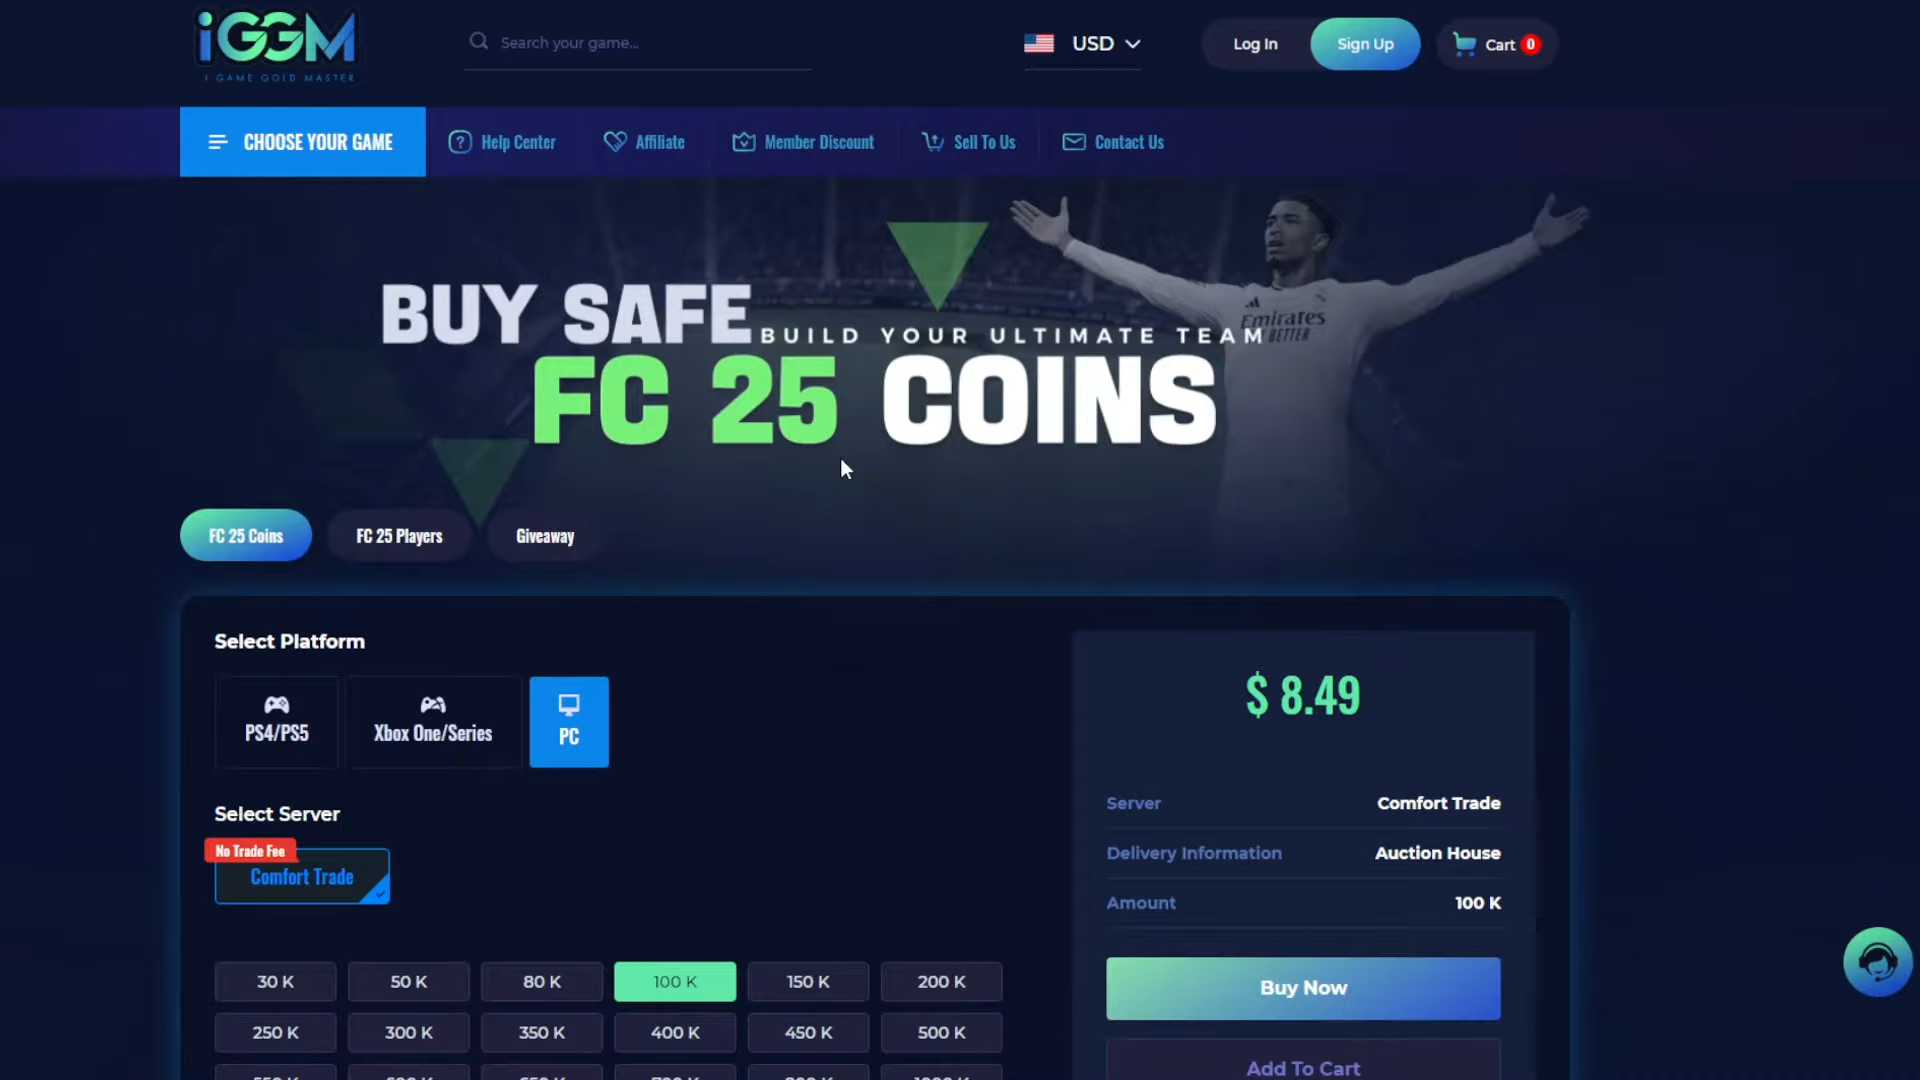 iGGM
I GAME GOLD MASTER
Search your game...
USD
Log In
Sign Up
Cart 0
CHOOSE YOUR GAME
Help Center
Affiliate
Member Discount
Sell To Us
Contact Us
BUY SAFE
BUILD YOUR ULTIMATE TEAM
FC 25 COINS
Emirates
BETTER
FC 25 Coins
FC 25 Players
Giveaway
Select Platform
PS4/PS5
Xbox One/Series
PC
Select Server
No Trade Fee
Comfort Trade
30 K 50 K 80 K 100 K 150 K 200 K
250 K 300 K 350 K 400 K 450 K 500 K
$ 8.49
Server Comfort Trade
Delivery Information Auction House
Amount 100 K
Buy Now
Add To Cart